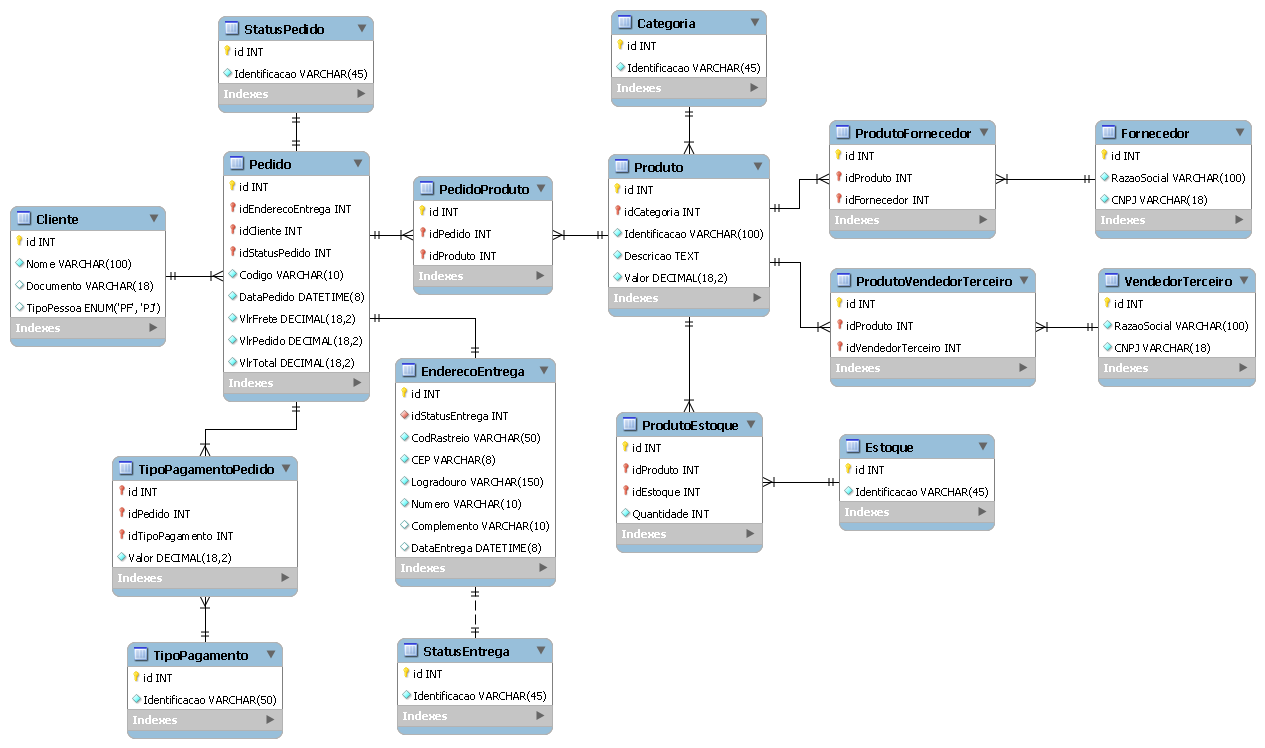 StatusPedido
id INT
Identificacao VARCHAR(45)
Indexes
Categoria
id INT
Identificacao VARCHAR(45)
Indexes
Pedido
id INT
idEnderecoEntrega INT
idCliente INT
idStatusPedido INT
Codigo VARCHAR(10)
DataPedido DATETIME(8)
VlrFrete DECIMAL(18,2)
VlrPedido DECIMAL(18,2)
VlrTotal DECIMAL(18,2)
Indexes
Cliente
id INT
Nome VARCHAR(100)
Documento VARCHAR(18)
TipoPessoa ENUM('PF', 'PJ')
Indexes
PedidoProduto
id INT
idPedido INT
idProduto INT
Indexes
Produto
id INT
idCategoria INT
Identificacao VARCHAR(100)
Descricao TEXT
Valor DECIMAL(18,2)
Indexes
ProdutoFornecedor
id INT
idProduto INT
idFornecedor INT
Indexes
Fornecedor
id INT
RazaoSocial VARCHAR(100)
CNPJ VARCHAR(18)
Indexes
ProdutoVendedorTerceiro
id INT
idProduto INT
idVendedorTerceiro INT
Indexes
VendedorTerceiro
id INT
RazaoSocial VARCHAR(100)
CNPJ VARCHAR(18)
Indexes
EnderecoEntrega
id INT
idStatusEntrega INT
CodRastreio VARCHAR(50)
CEP VARCHAR(8)
Logradouro VARCHAR(150)
Numero VARCHAR(10)
Complemento VARCHAR(10)
DataEntrega DATETIME(8)
Indexes
ProdutoEstoque
id INT
idProduto INT
idEstoque INT
Quantidade INT
Indexes
Estoque
id INT
Identificacao VARCHAR(45)
Indexes
TipoPagamentoPedido
id INT
idPedido INT
idTipoPagamento INT
Valor DECIMAL(18,2)
Indexes
TipoPagamento
id INT
Identificacao VARCHAR(50)
Indexes
StatusEntrega
id INT
Identificacao VARCHAR(45)
Indexes